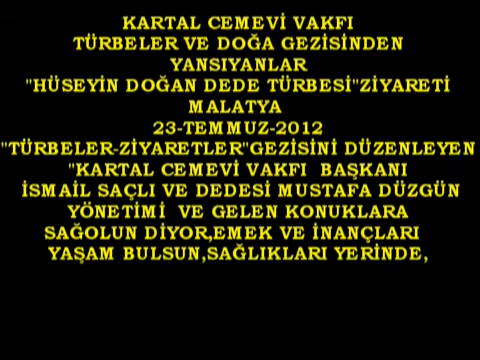 KARTAL CEMEVİ VAKFI
TÜRBELER VE DOĞA GEZİSİNDEN
YANSIYANLAR
"HÜSEYİN DOĞAN DEDE TÜRBESİ"ZİYARETİ
MALATYA
23-TEMMUZ-2012
"TÜRBELER-ZİYARETLER"GEZİSİNİ DÜZENLEYEN
"KARTAL CEMEVİ VAKFI BAŞKANI
İSMAİL SAÇLI VE DEDESİ MUSTAFA DÜZGÜN
YÖNETİMİ VE GELEN KONUKLARA
SAĞOLUN DİYOR,EMEK VE İNANÇLARI
YAŞAM BULSUN,SAĞLIKLARI YERİNDE,